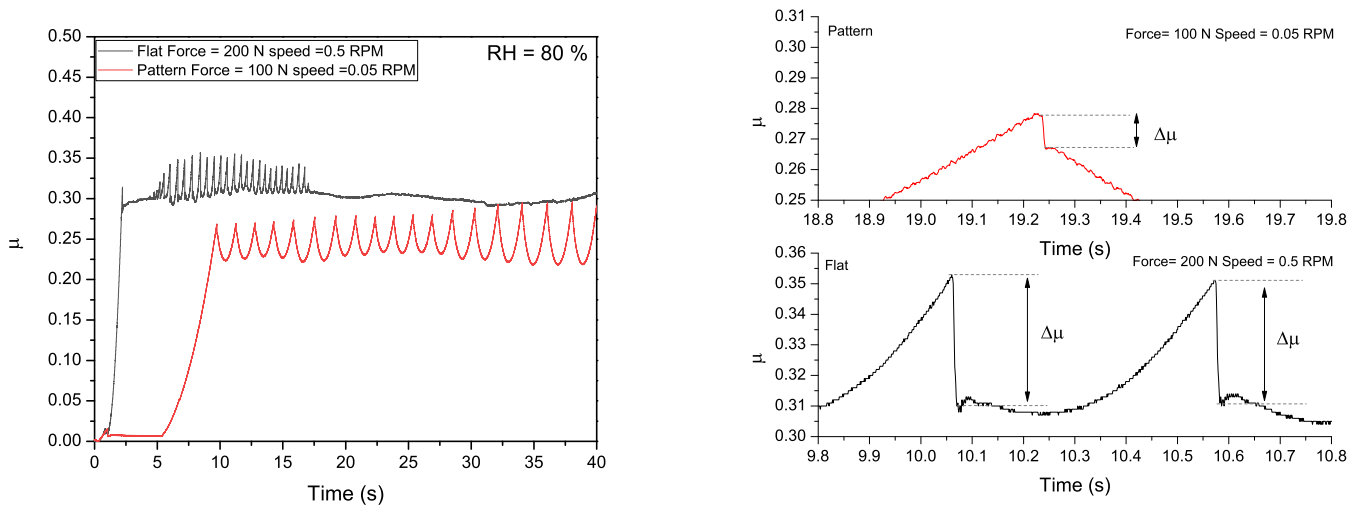 0.50
0.45
0.40
0.35
0.30
0.25
0.20
0.15
0.10
0.05
0.00
μ
Flat Force = 200 N speed =0.5 RPM
Pattern Force = 100 N speed =0.05 RPM
RH = 80 %
0 5 10 15 20 25 30 35 40
Time (s)
0.31
0.30
0.29
0.28
0.27
0.26
0.25
μ
Pattern
Force= 100 N Speed = 0.05 RPM
Δμ
18.8 18.9 19.0 19.1 19.2 19.3 19.4 19.5 19.6 19.7 19.8
Time (s)
0.36
0.35
0.34
0.33
0.32
0.31
0.30
μ
Flat
Force= 200 N Speed = 0.5 RPM
Δμ
Δμ
9.8 9.9 10.0 10.1 10.2 10.3 10.4 10.5 10.6 10.7 10.8
Time (s)